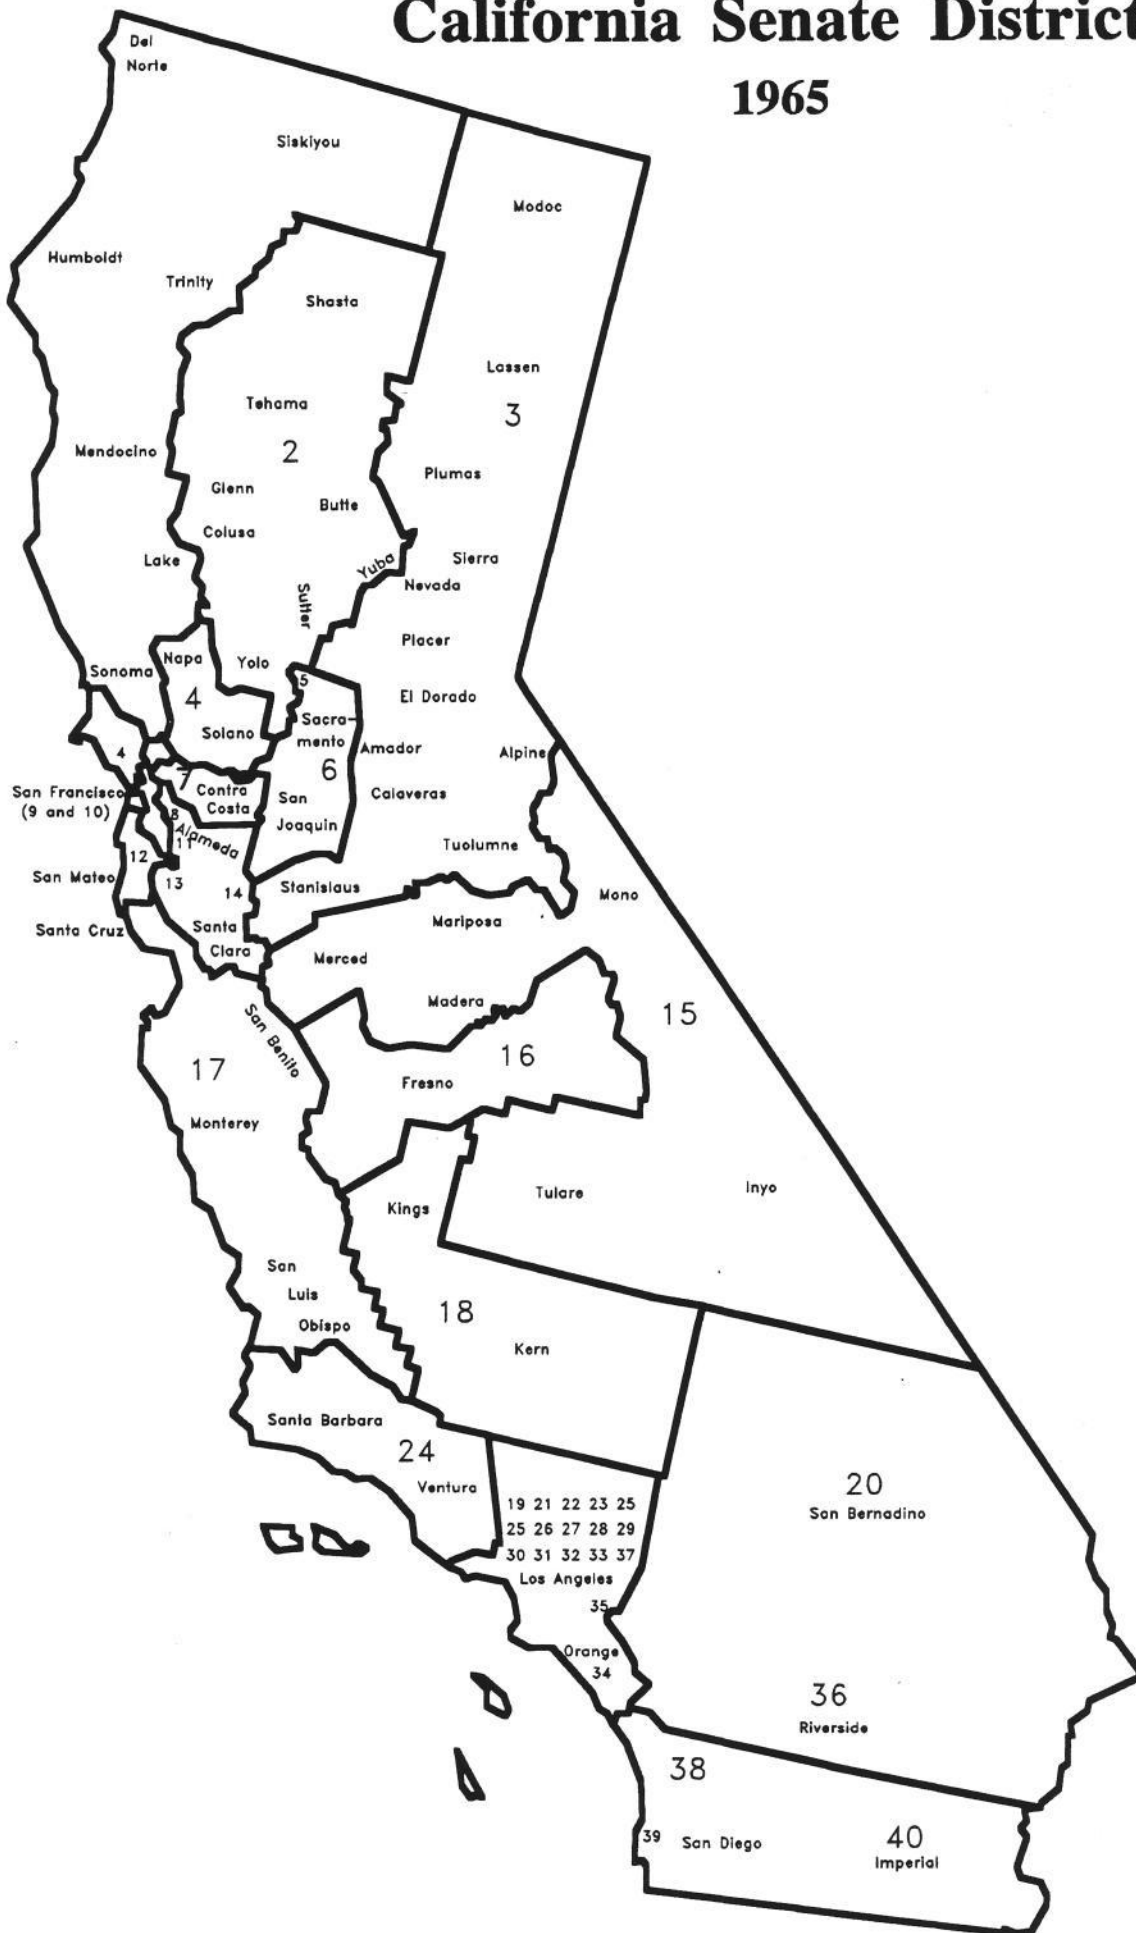 California Senate District
1965
Del
Norte
Siskiyou
Modoc
Humboldt
Trinity
Shasta
Lassen
3
Tehama
2
Mendocino
Plumas
Glenn
Butte
Colusa
Lake
Yuba
Sierra
Nevada
Sutter
Placer
Napa
Yolo
Sonoma
5
4
El Dorado
Sacra-
mento
Solano
Amador
Alpine
4
6
7
Contra
Costa
San Francisco
(9 and 10)
San
Joaquin
Calaveras
8
Alameda
11
Tuolumne
12
San Mateo
13
14
Stanislaus
Mono
Santa Cruz
Santa
Clara
Mariposa
Merced
Madera
15
San Benito
16
17
Fresno
Monterey
Kings
Tulare
Inyo
San
Luis
Obispo
18
Kern
Santa Barbara
24
Ventura
20
San Bernadino
19 21 22 23 25
25 26 27 28 29
30 31 32 33 37
Los Angeles
35
Orange
34
36
Riverside
38
39
San Diego
40
Imperial